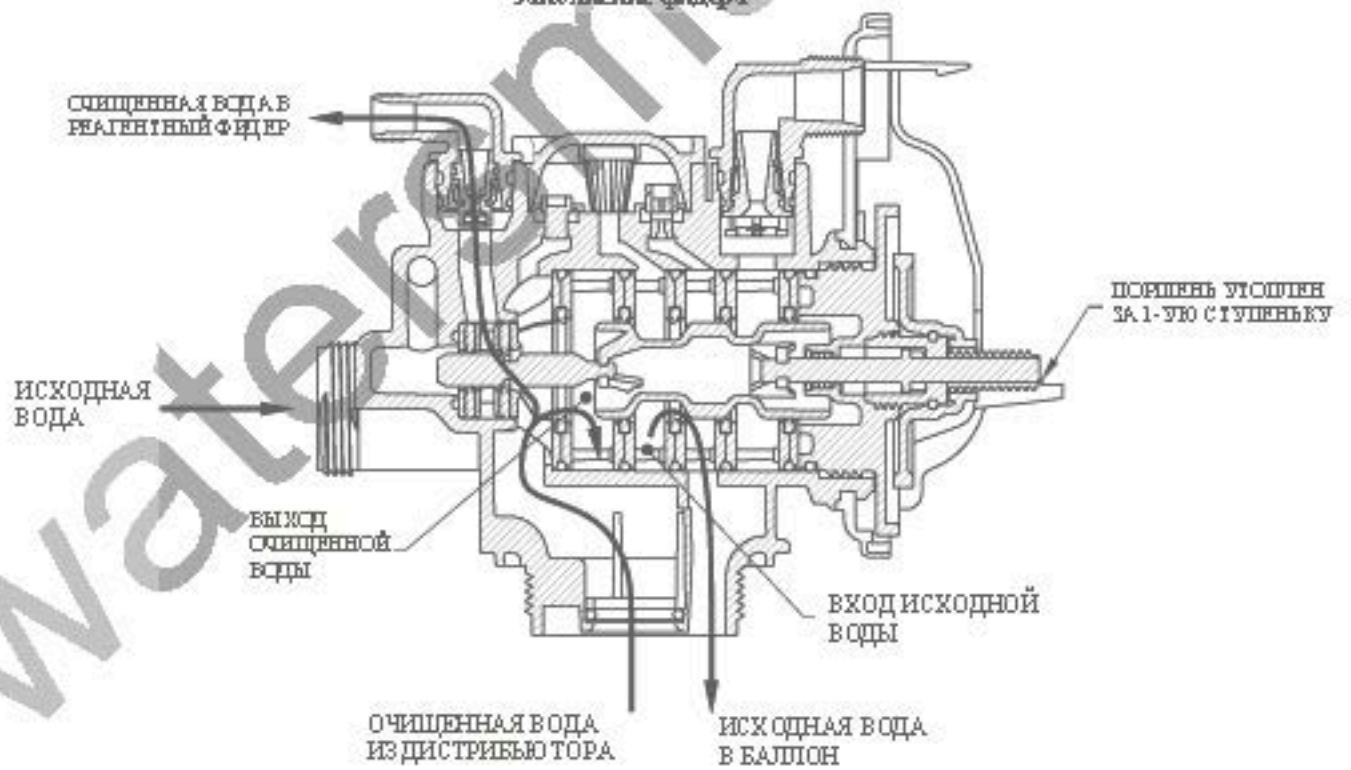 ОЧИЩЕННАЯ ВОДА В
РЕАГЕНТНЫЙ ФИДЕР
ПОРШЕНЬ УТОПЛЕН
ЗА 1-УЮ СТУПЕНЬКУ
ИСХОДНАЯ
ВОДА
ВЫХОД
ОЧИЩЕННОЙ
ВОДЫ
ВХОД ИСХОДНОЙ
ВОДЫ
ОЧИЩЕННАЯ ВОДА
ИЗ ДИСТРИБЬЮТОРА
ИСХОДНАЯ ВОДА
В БАЛЛОН